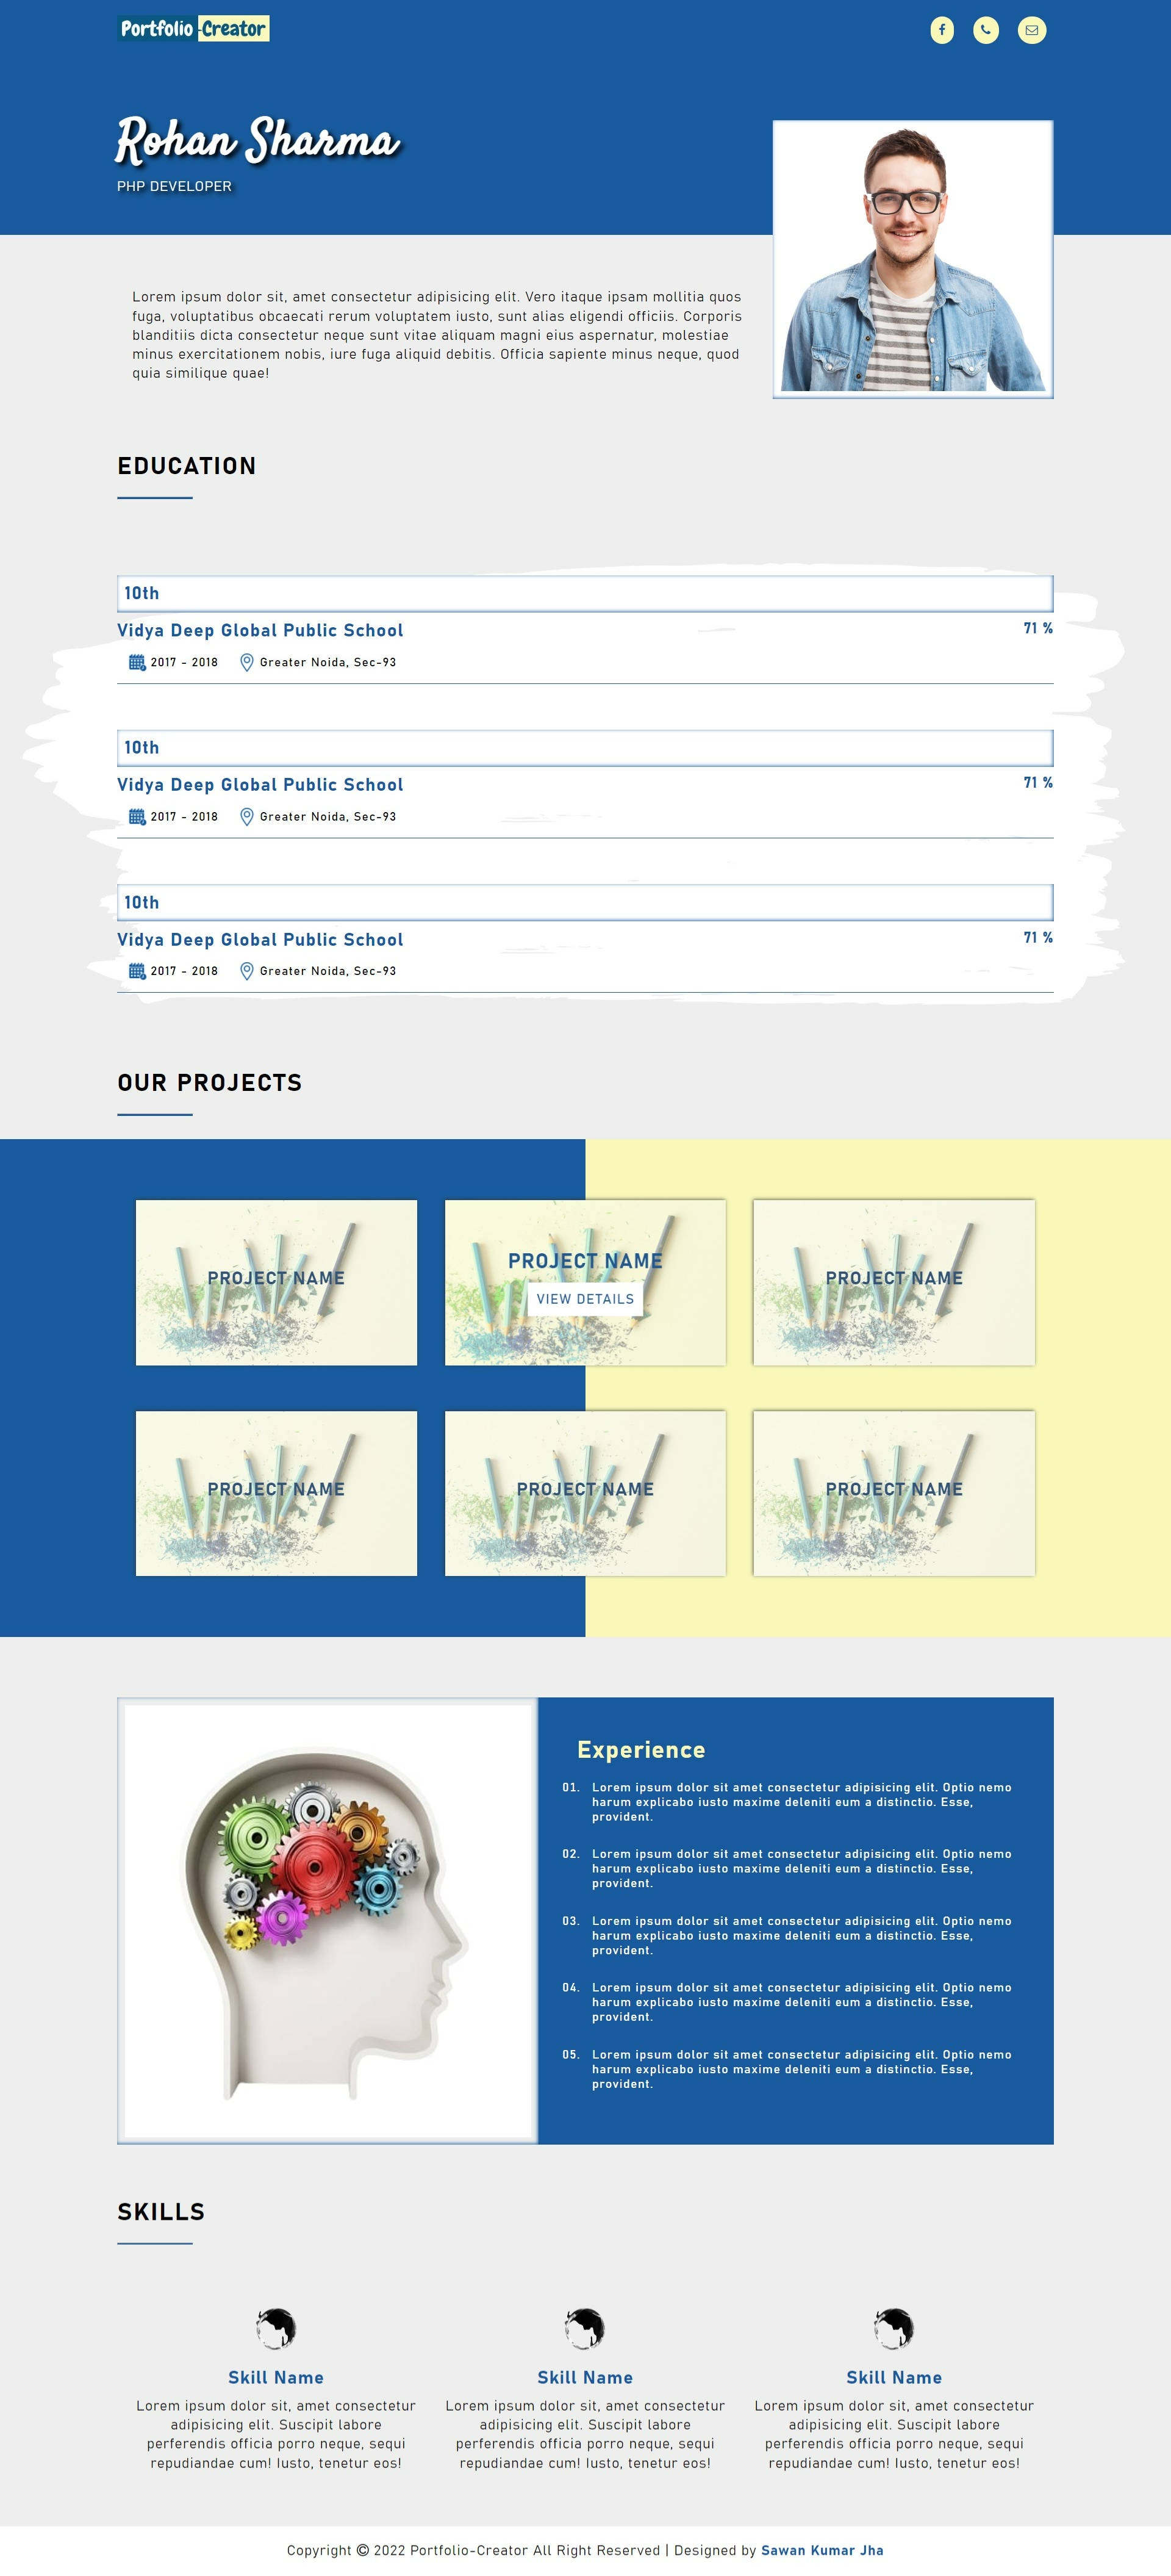 Portfolio-Creator
Rohan Sharma
PHP DEVELOPER
Lorem ipsum dolor sit, amet consectetur adipisicing elit. Vero itaque ipsam mollitia quos
fuga, voluptatibus obcaecati rerum voluptatem iusto, sunt alias eligendi officiis. Corporis
blanditiis dicta consectetur neque sunt vitae aliquam magni eius aspernatur, molestiae
minus exercitationem nobis, iure fuga aliquid debitis. Officia sapiente minus neque, quod
quia similique quae!
EDUCATION
10th
Vidya Deep Global Public School 71 %
2017 - 2018 Greater Noida, Sec-93
10th
Vidya Deep Global Public School 71 %
2017 - 2018 Greater Noida, Sec-93
10th
Vidya Deep Global Public School 71 %
2017 - 2018 Greater Noida, Sec-93
OUR PROJECTS
PROJECT NAME
PROJECT NAME
VIEW DETAILS
PROJECT NAME
PROJECT NAME
PROJECT NAME
PROJECT NAME
Experience
01. Lorem ipsum dolor sit amet consectetur adipisicing elit. Optio nemo
harum explicabo iusto maxime deleniti eum a distinctio. Esse,
provident.
02. Lorem ipsum dolor sit amet consectetur adipisicing elit. Optio nemo
harum explicabo iusto maxime deleniti eum a distinctio. Esse,
provident.
03. Lorem ipsum dolor sit amet consectetur adipisicing elit. Optio nemo
harum explicabo iusto maxime deleniti eum a distinctio. Esse,
provident.
04. Lorem ipsum dolor sit amet consectetur adipisicing elit. Optio nemo
harum explicabo iusto maxime deleniti eum a distinctio. Esse,
provident.
05. Lorem ipsum dolor sit amet consectetur adipisicing elit. Optio nemo
harum explicabo iusto maxime deleniti eum a distinctio. Esse,
provident.
SKILLS
Skill Name
Lorem ipsum dolor sit, amet consectetur
adipisicing elit. Suscipit labore
perferendis officia porro neque, sequi
repudiandae cum! Iusto, tenetur eos!
Skill Name
Lorem ipsum dolor sit, amet consectetur
adipisicing elit. Suscipit labore
perferendis officia porro neque, sequi
repudiandae cum! Iusto, tenetur eos!
Skill Name
Lorem ipsum dolor sit, amet consectetur
adipisicing elit. Suscipit labore
perferendis officia porro neque, sequi
repudiandae cum! Iusto, tenetur eos!
Copyright © 2022 Portfolio-Creator All Right Reserved | Designed by Sawan Kumar Jha